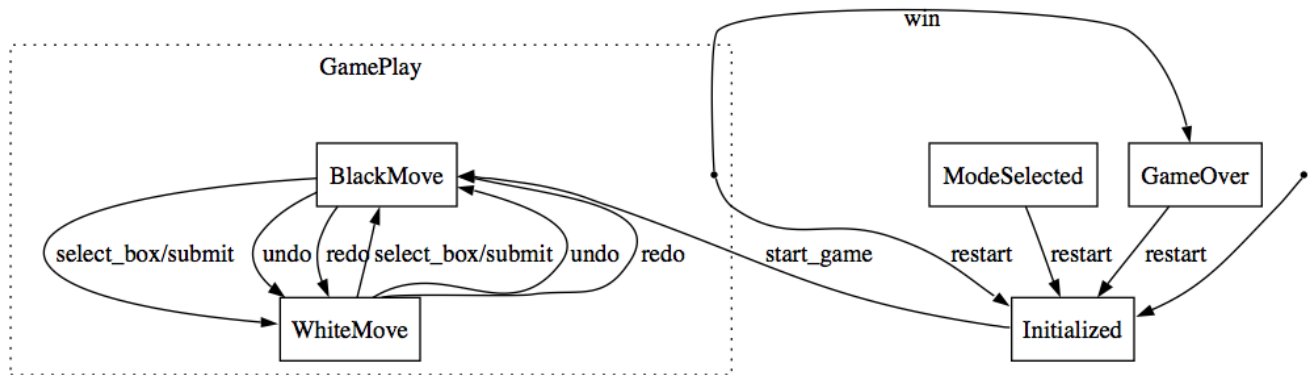 win
GamePlay
BlackMove
ModeSelected
GameOver
select_box/submit
undo
redo
select_box/submit
undo
redo
start_game
restart
restart
restart
WhiteMove
Initialized